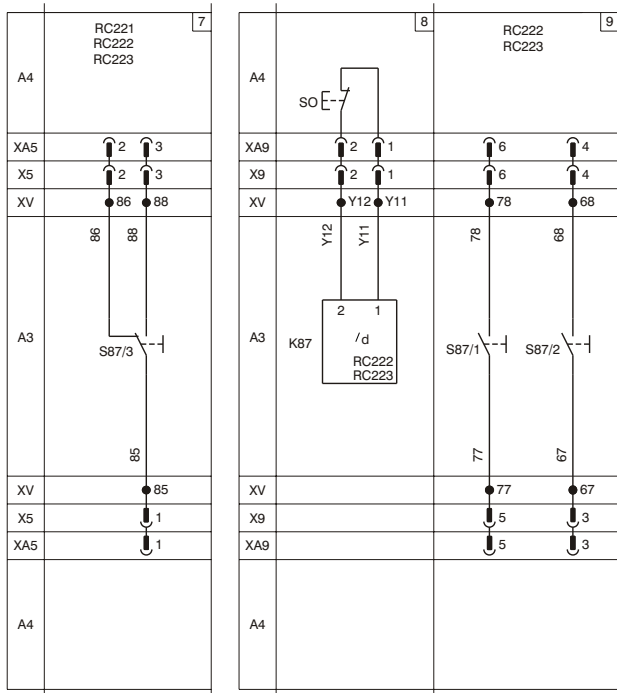 7
RC221
RC222
RC223
A4
XA5 2 3
X5 2 3
XV 86 88
86 88
A3
S87/3
85
XV 85
X5 1
XA5 1
A4
8
A4
SO
XA9 2 1
X9 2 1
XV Y12 Y11
Y12 Y11
A3
K87
2 1
/d
RC222
RC223
9
RC222
RC223
6 4
6 4
78 68
78 68
S87/1 S87/2
77 67
XV 77 67
X9 5 3
XA9 5 3
A4